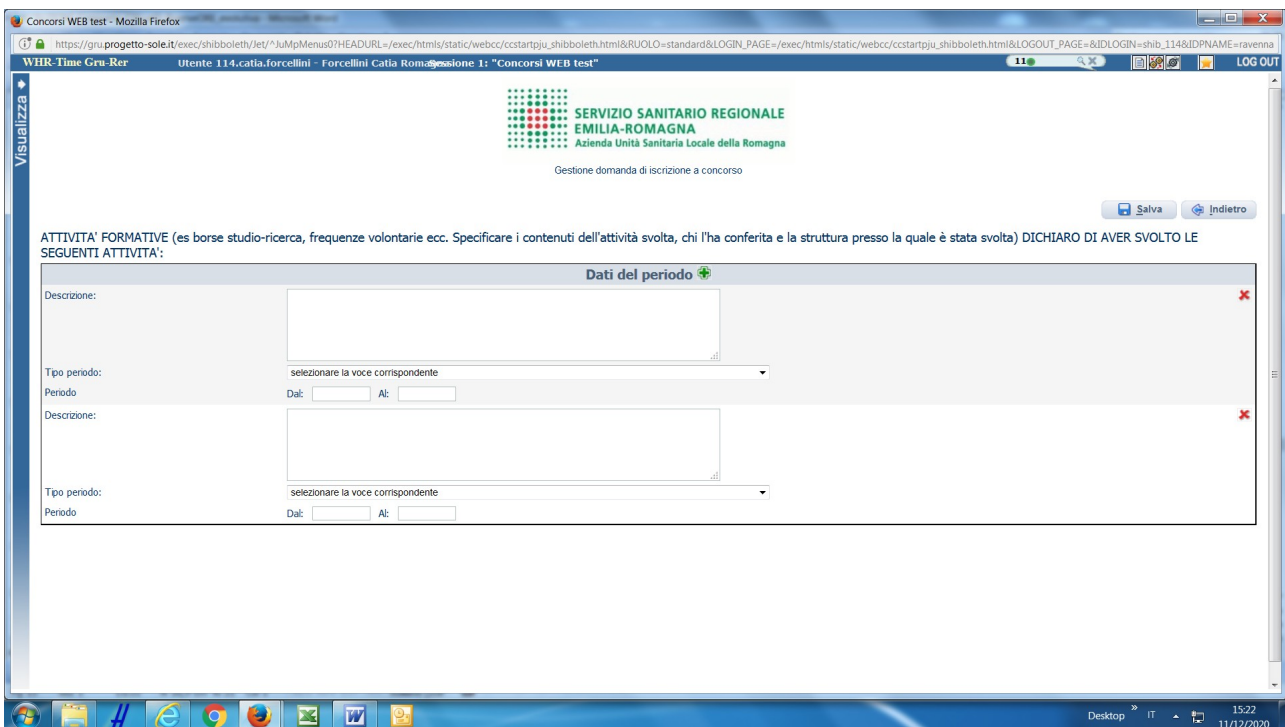 Concorsi WEB test - Mozilla Firefox
https://gru.progetto-sole.it/exec/shibboleth/Jet/^JuMpMenus0?HEADURL=/exec/htmls/static/webcc/ccstartpju_shibboleth.html&RUOLO=standard&LOGIN_PAGE=/exec/htmls/static/webcc/ccstartpju_shibboleth.html&LOGOUT_PAGE=&IDLOGIN=shib_114&IDPNAME=ravenna
WHR-Time Gru-Rer Utente 114.catia.forcellini - Forcellini Catia Sessione 1: "Concorsi WEB test" 11 LOG OUT
Visualizza
SERVIZIO SANITARIO REGIONALE
EMILIA-ROMAGNA
Azienda Unità Sanitaria Locale della Romagna
Gestione domanda di iscrizione a concorso
Salva Indietro
ATTIVITA' FORMATIVE (es borse studio-ricerca, frequenze volontarie ecc. Specificare i contenuti dell'attività svolta, chi l'ha conferita e la struttura presso la quale è stata svolta) DICHIARO DI AVER SVOLTO LE
SEGUENTI ATTIVITA':
Dati del periodo
Descrizione:
Tipo periodo: selezionare la voce corrispondente
Periodo Dal: Al:
Descrizione:
Tipo periodo: selezionare la voce corrispondente
Periodo Dal: Al:
Desktop » IT 15:22
11/12/2020